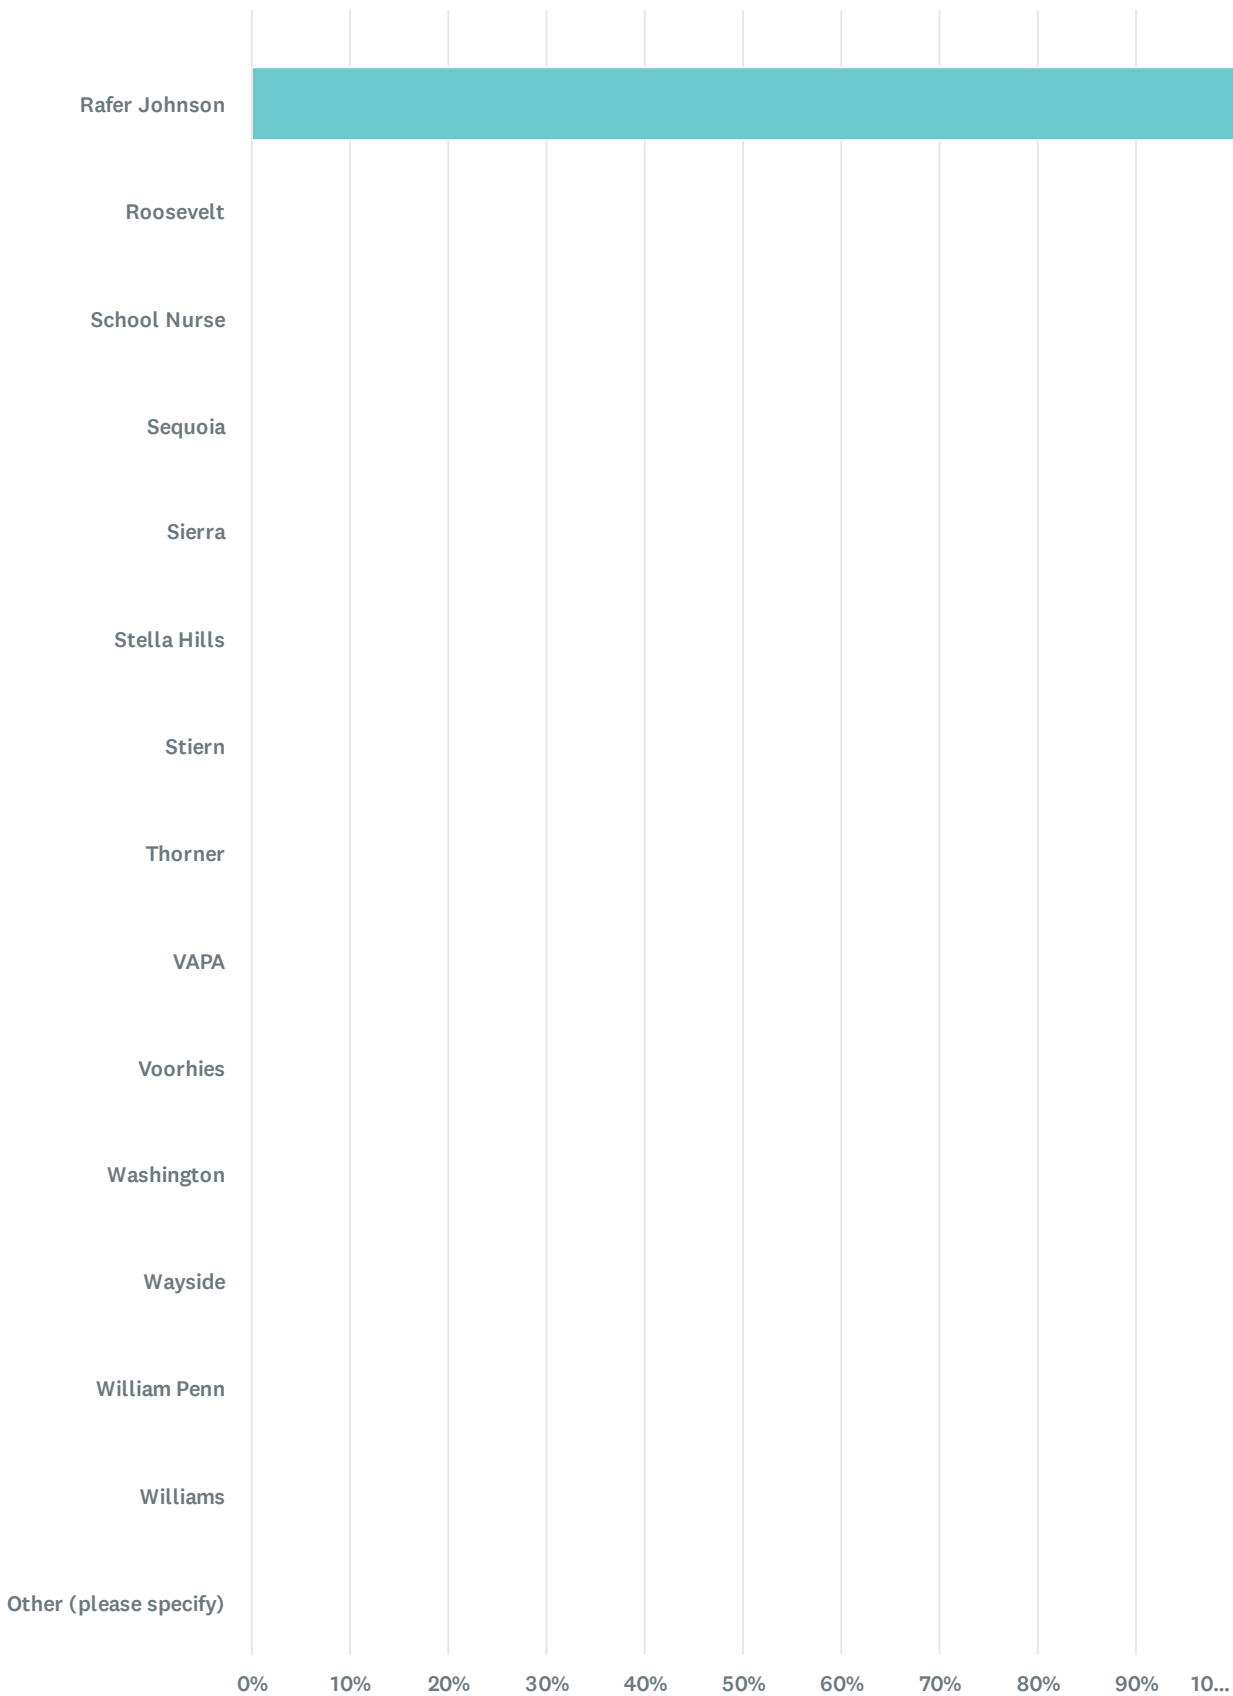 Rafer Johnson
Roosevelt
School Nurse
Sequoia
Sierra
Stella Hills
Stiern
Thorner
VAPA
Voorhies
Washington
Wayside
William Penn
Williams
Other (please specify)
0% 10% 20% 30% 40% 50% 60% 70% 80% 90% 10...